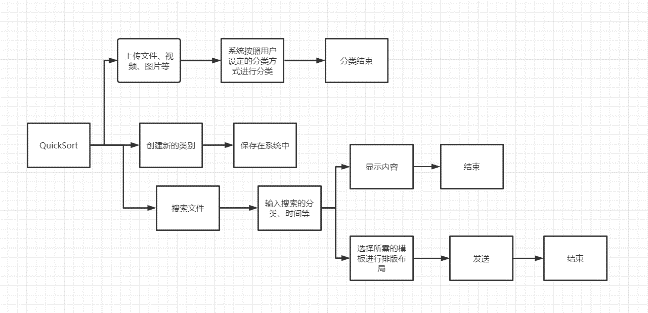 上传文件、视
频、图片等
系统按照用户
设定的分类方
式进行分类
分类结束
QuickSort
创建新的类别
保存在系统中
搜索文件
输入搜索的分
类、时间等
显示内容
结束
选择所需的模
板进行排版布
局
发送
结束